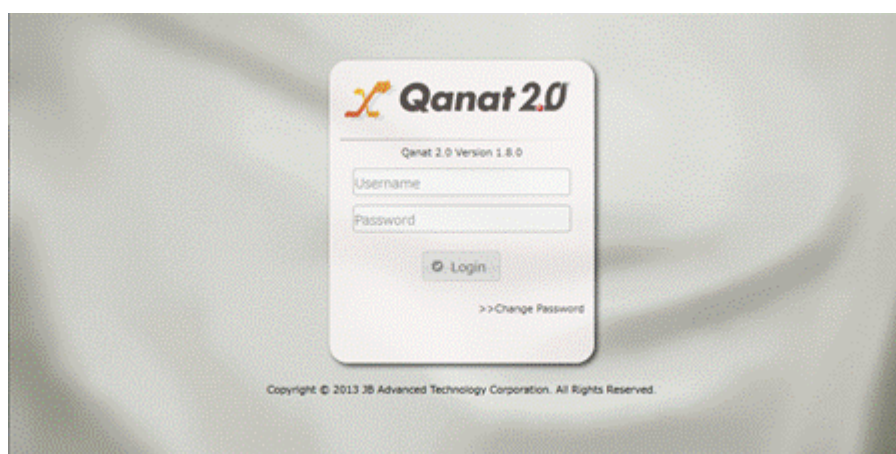 Qanat 2.0
Qanat 2.0 Version 1.8.0
Username
Password
Login
>>Change Password
Copyright © 2013 JB Advanced Technology Corporation. All Rights Reserved.